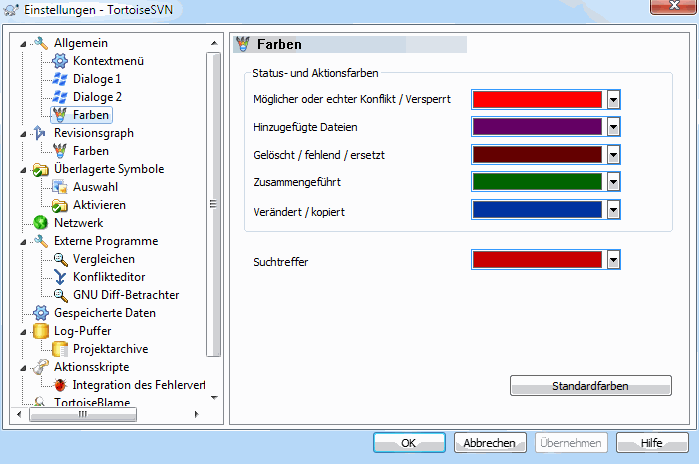 Einstellungen - TortoiseSVN
Allgemein
Kontextmenü
Dialoge 1
Dialoge 2
Farben
Revisionsgraph
Farben
Überlagerte Symbole
Auswahl
Aktivieren
Netzwerk
Externe Programme
Vergleichen
Konflikteditor
GNU Diff-Betrachter
Gespeicherte Daten
Log-Puffer
Projektarchive
Aktionsskripte
Integration des Fehlervert
TortoiseBlame
Farben
Status- und Aktionsfarben
Möglicher oder echter Konflikt / Versperrt
Hinzugefügte Dateien
Gelöscht / fehlend / ersetzt
Zusammengeführt
Verändert / kopiert
Suchtreffer
Standardfarben
OK
Abbrechen
Übernehmen
Hilfe